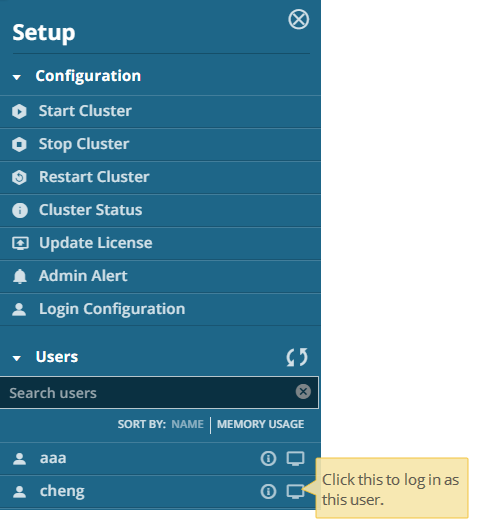 Setup
Configuration
Start Cluster
Stop Cluster
Restart Cluster
Cluster Status
Update License
Admin Alert
Login Configuration
Users
Search users
SORT BY: NAME | MEMORY USAGE
aaa
cheng
Click this to log in as
this user.